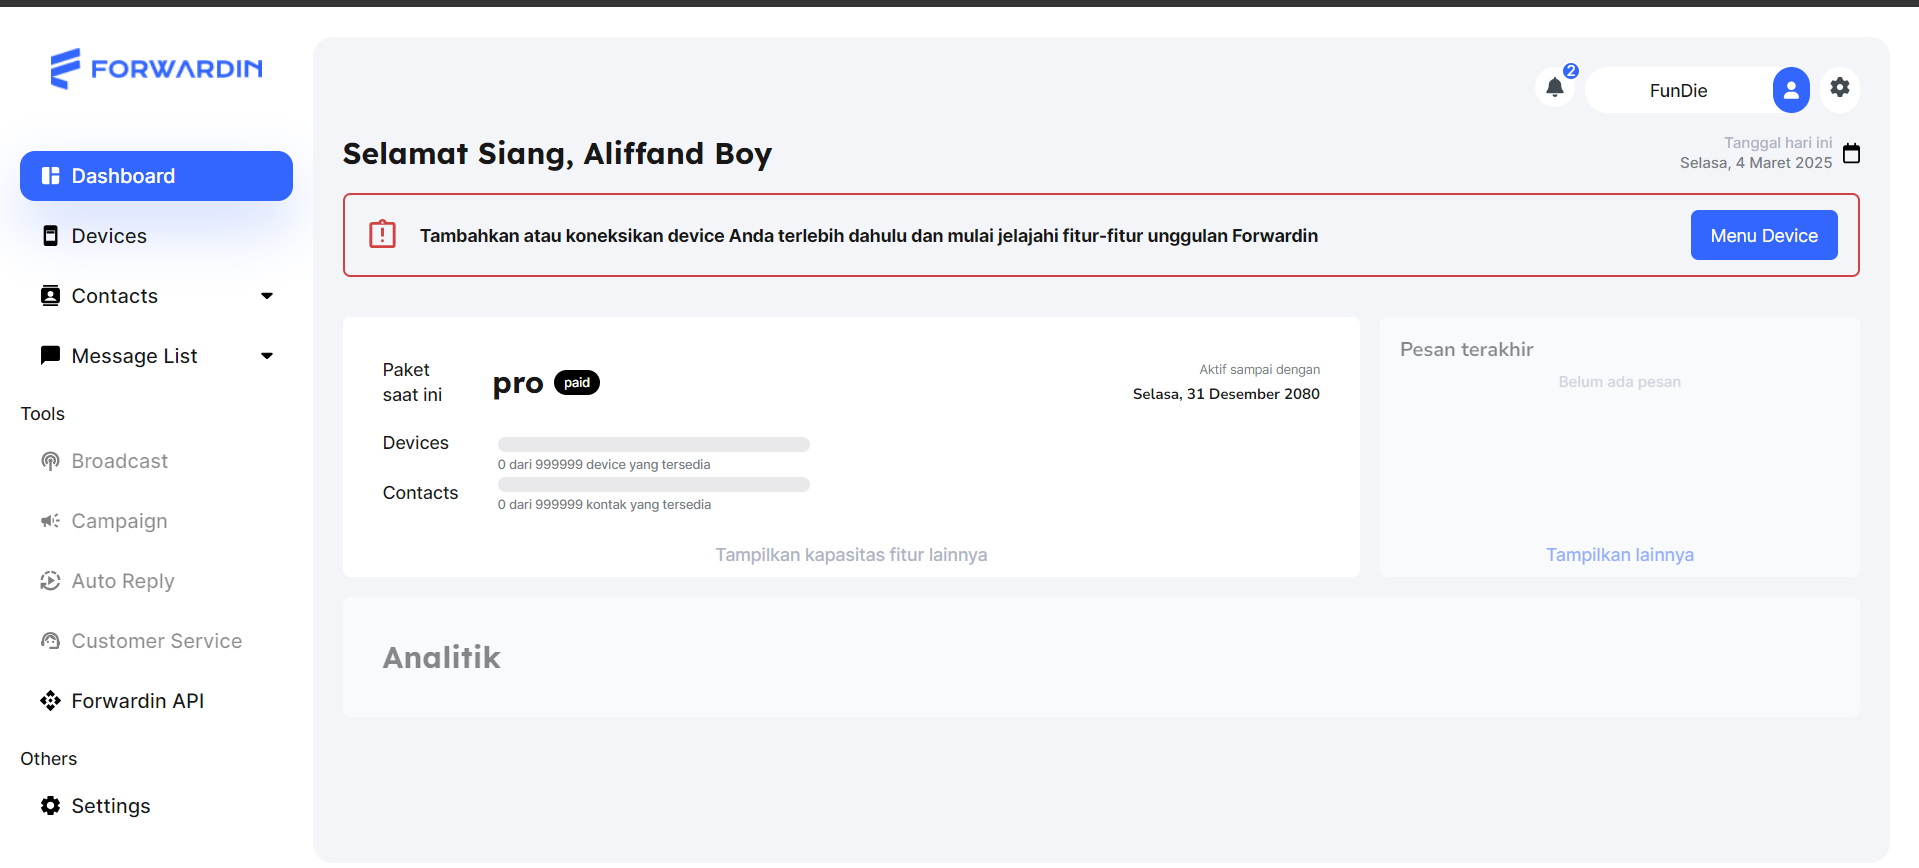 FORWARDIN
Dashboard
Devices
Contacts
Message List
Tools
Broadcast
Campaign
Auto Reply
Customer Service
Forwardin API
Others
Settings
2
FunDie
Selamat Siang, Aliffand Boy
Tanggal hari ini
Selasa, 4 Maret 2025
Tambahkan atau koneksikan device Anda terlebih dahulu dan mulai jelajahi fitur-fitur unggulan Forwardin
Menu Device
Paket
saat ini
pro paid
Aktif sampai dengan
Selasa, 31 Desember 2080
Devices
0 dari 999999 device yang tersedia
Contacts
0 dari 999999 kontak yang tersedia
Tampilkan kapasitas fitur lainnya
Pesan terakhir
Belum ada pesan
Tampilkan lainnya
Analitik